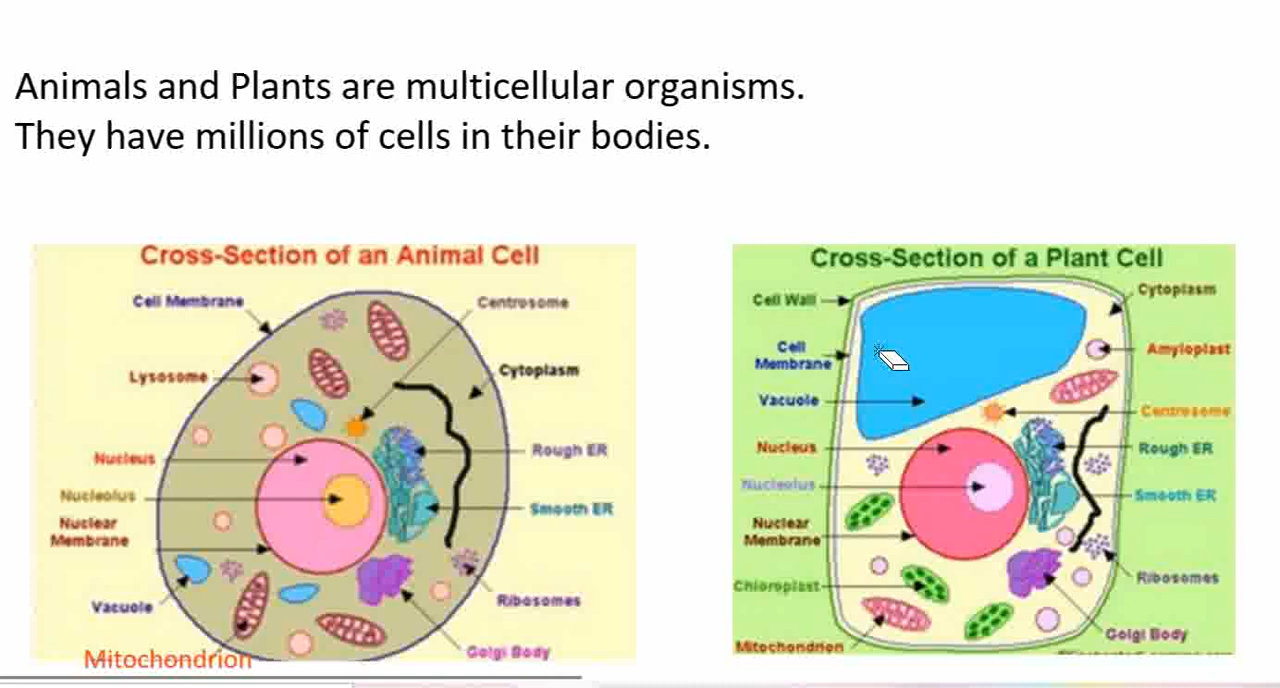 Animals and Plants are multicellular organisms.
They have millions of cells in their bodies.
Cross-Section of an Animal Cell
Cell Membrane
Centrosome
Lysosome
Cytoplasm
Nucleus
Rough ER
Nucleolus
Smooth ER
Nuclear
Membrane
Vacuole
Ribosomes
Mitochondrion
Golgi Body
Cross-Section of a Plant Cell
Cell Wall
Cytoplasm
Cell
Membrane
Amyloplast
Vacuole
Centrosome
Nucleus
Rough ER
Nucleolus
Smooth ER
Nuclear
Membrane
Chloroplast
Ribosomes
Mitochondrion
Golgi Body